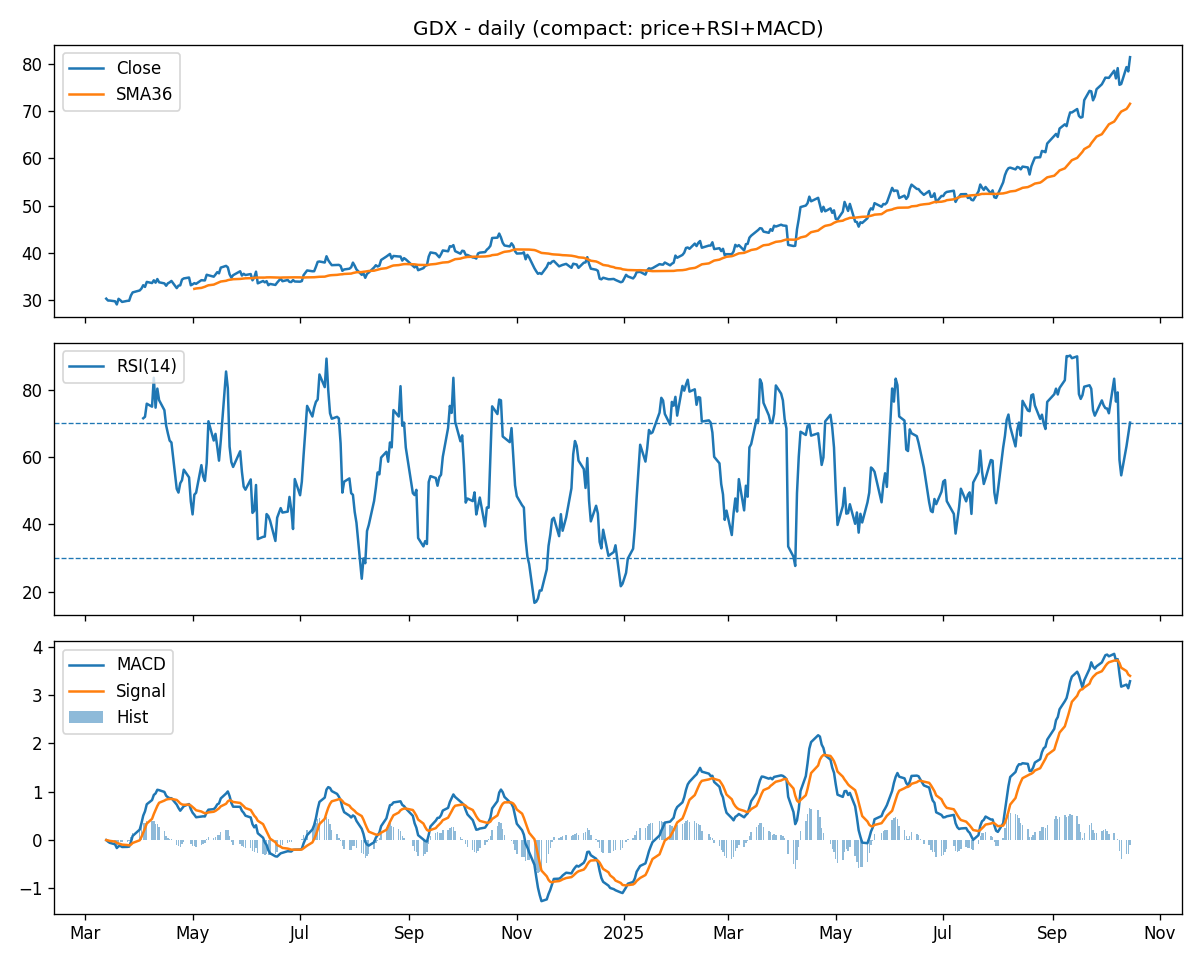 GDX - daily (compact: price+RSI+MACD)
Close
SMA36
80
70
60
50
40
30
RSI(14)
80
60
40
20
MACD
Signal
Hist
4
3
2
1
0
−1
Mar May Jul Sep Nov 2025 Mar May Jul Sep Nov